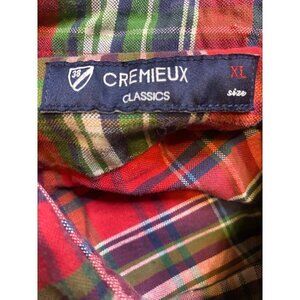 38
CREMIEUX
CLASSICS
XL
size